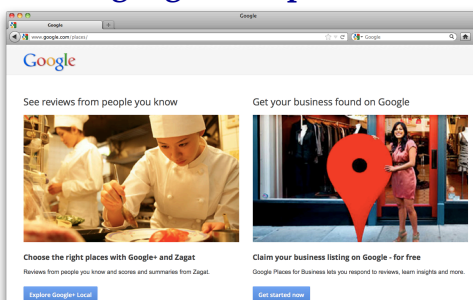 Google
Google
www.google.com/places/
Google
Google
See reviews from people you know
Get your business found on Google
Choose the right places with Google+ and Zagat
Claim your business listing on Google - for free
Reviews from people you know and scores and summaries from Zagat.
Google Places for Business lets you respond to reviews, learn insights and more.
Explore Google+ Local
Get started now